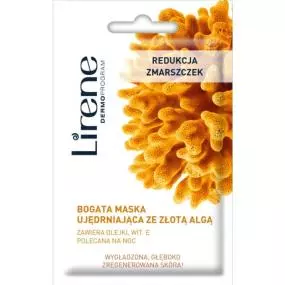 REDUKCJA
ZMARSZCZEK
Lirene
DERMOPROGRAM
BOGATA MASKA
UJĘDRNIAJĄCA ZE ZŁOTĄ ALGĄ
ZAWIERA OLEJKI, WIT. E
POLECANA NA NOC
WYGŁADZONA, GŁĘBOKO
ZREGENEROWANA SKÓRA!